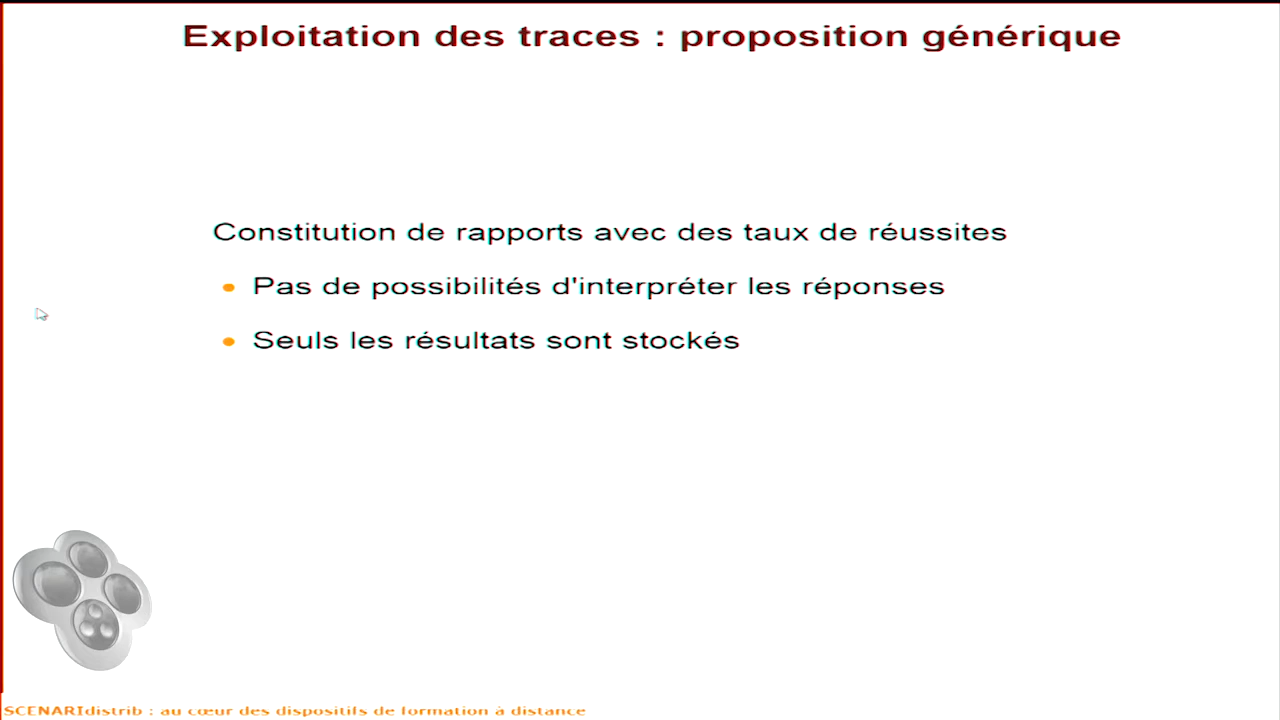 Exploitation des traces : proposition générique
Constitution de rapports avec des taux de réussites
Pas de possibilités d'interpréter les réponses
Seuls les résultats sont stockés
SCENARIdistrib : au cœur des dispositifs de formation à distance